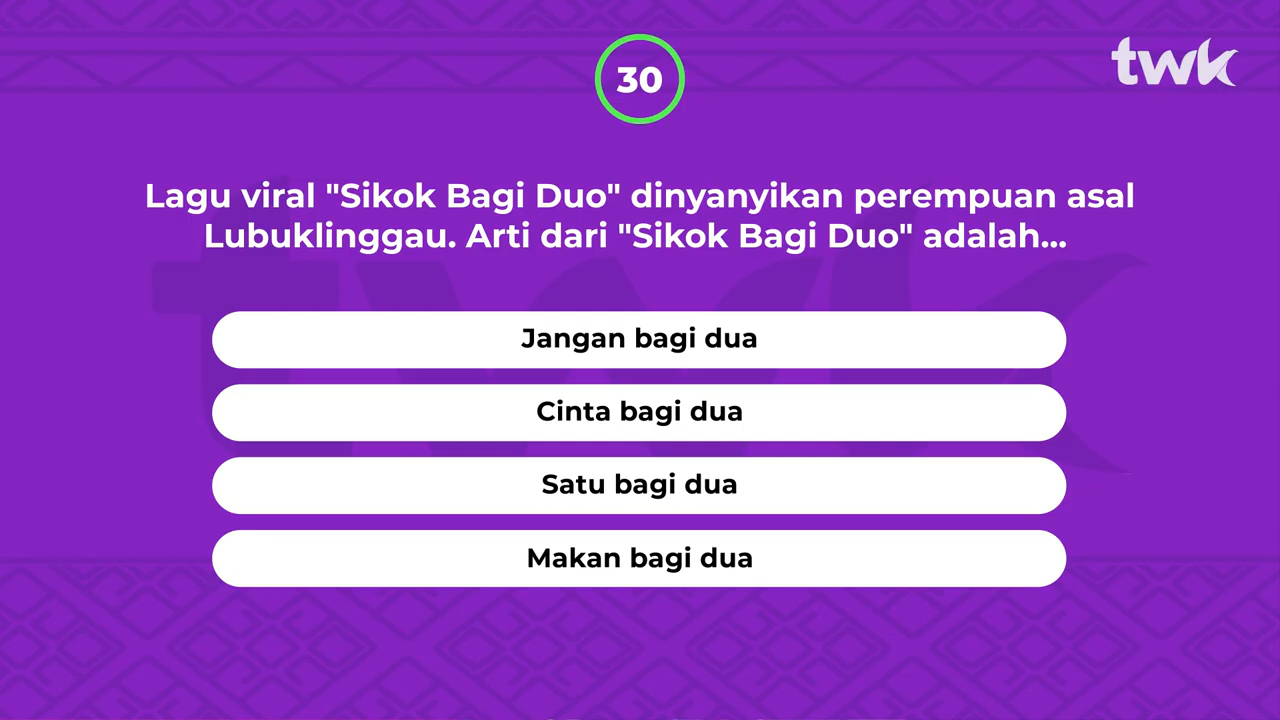 30
twk
Lagu viral "Sikok Bagi Duo" dinyanyikan perempuan asal
Lubuklinggau. Arti dari "Sikok Bagi Duo" adalah...
Jangan bagi dua
Cinta bagi dua
Satu bagi dua
Makan bagi dua